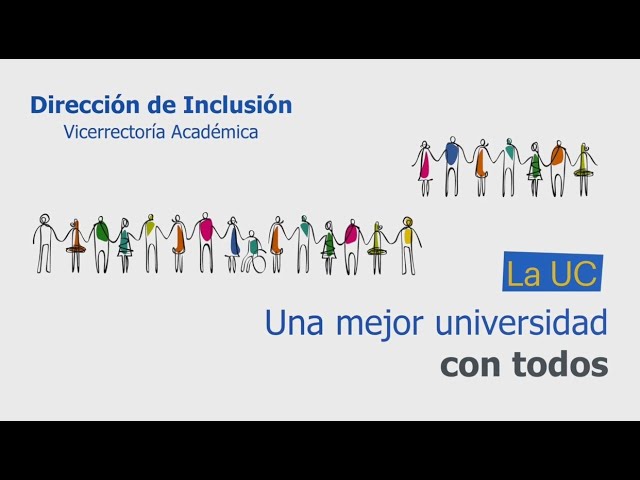 Dirección de Inclusión
Vicerrectoría Académica
La UC
Una mejor universidad
con todos